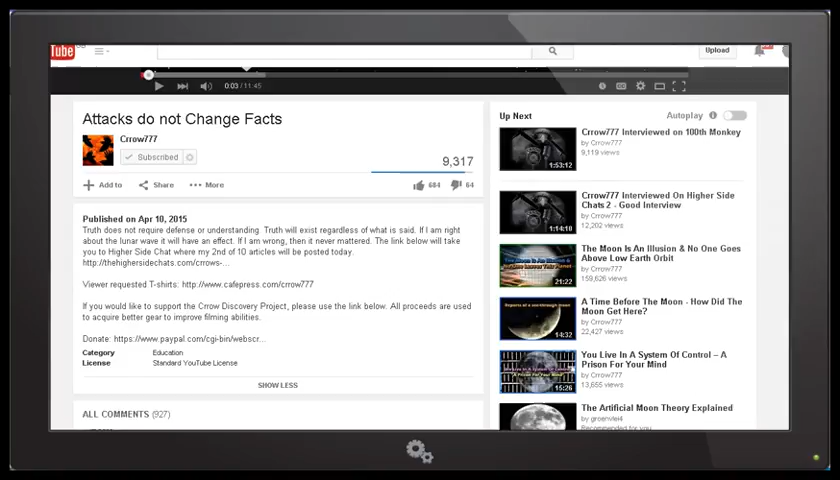 Tube
Upload
0:03 / 11:45
Attacks do not Change Facts
Crrow777
Subscribed
9,317
Add to
Share
More
684
64
Published on Apr 10, 2015
Truth does not require defense or understanding. Truth will exist regardless of what is said. If I am right
about the lunar wave it will have an effect. If I am wrong, then it never mattered. The link below will take
you to Higher Side Chat where my 2nd of 10 articles will be posted today.
http://thehighersidechats.com/crrows-...
Viewer requested T-shirts: http://www.cafepress.com/crrow777
If you would like to support the Crrow Discovery Project, please use the link below. All proceeds are used
to acquire better gear to improve filming abilities.
Donate: https://www.paypal.com/cgi-bin/webscr...
Category Education
License Standard YouTube License
SHOW LESS
ALL COMMENTS (927)
Up Next
Autoplay
Crrow777 Interviewed on 100th Monkey
by Crrow777
9,119 views
1:53:12
Crrow777 Interviewed On Higher Side
Chats 2 - Good Interview
by Crrow777
12,202 views
1:14:10
The Moon Is An Illusion & No One Goes
Above Low Earth Orbit
by Crrow777
159,626 views
21:22
A Time Before The Moon - How Did The
Moon Get Here?
by Crrow777
22,427 views
14:32
You Live In A System Of Control – A
Prison For Your Mind
by Crrow777
13,655 views
15:26
The Artificial Moon Theory Explained
by
Recommended for you